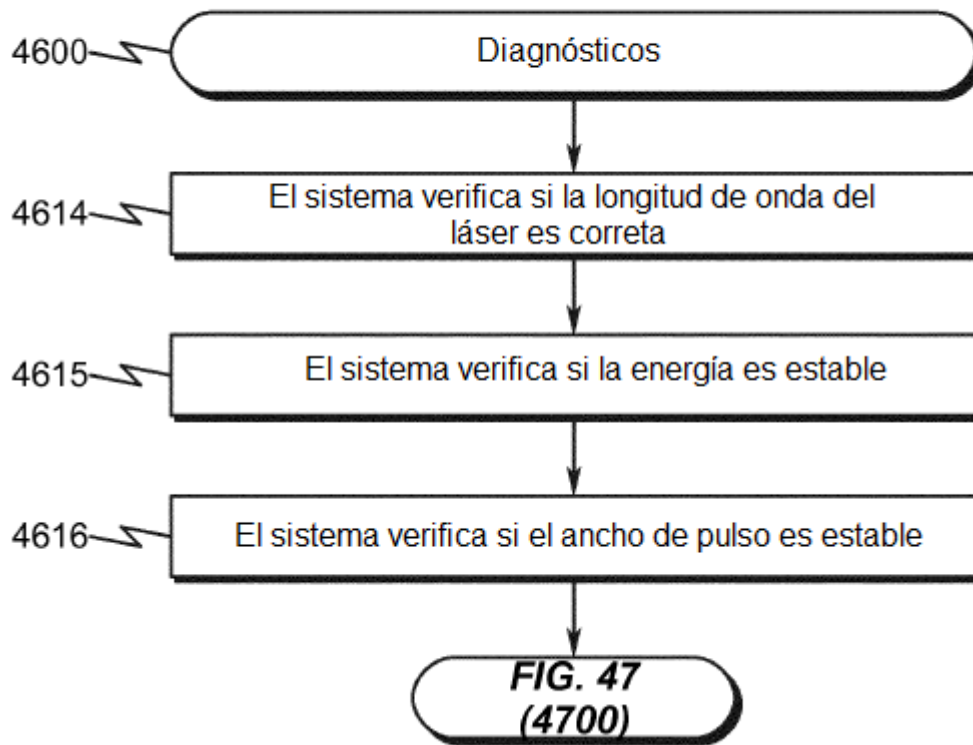 4600
Diagnósticos
4614
El sistema verifica si la longitud de onda del
láser es correta
4615
El sistema verifica si la energía es estable
4616
El sistema verifica si el ancho de pulso es estable
FIG. 47
(4700)